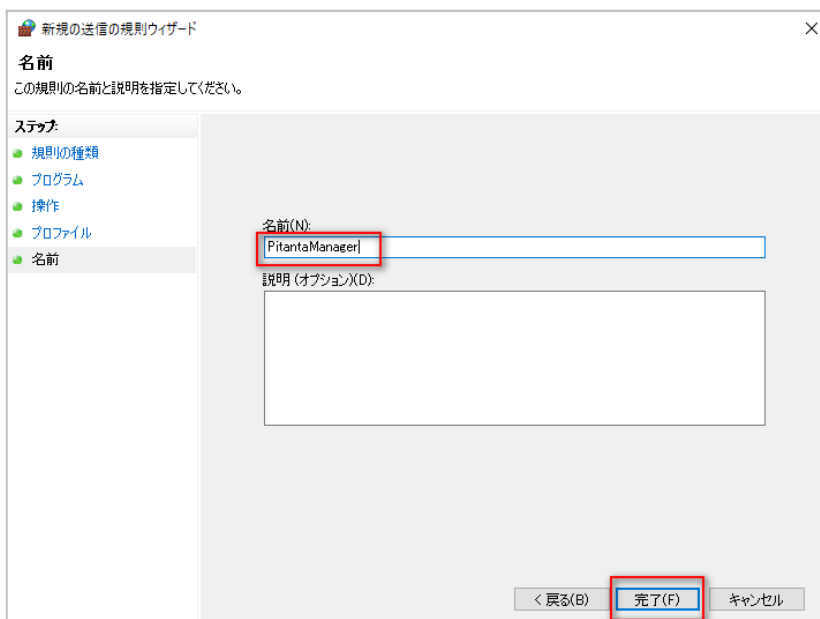 新規の送信の規則ウィザード
名前
この規則の名前と説明を指定してください。
ステップ:
規則の種類
プログラム
操作
プロファイル
名前
名前(N):
PitantaManager
説明 (オプション)(D):
< 戻る(B)
完了(F)
キャンセル